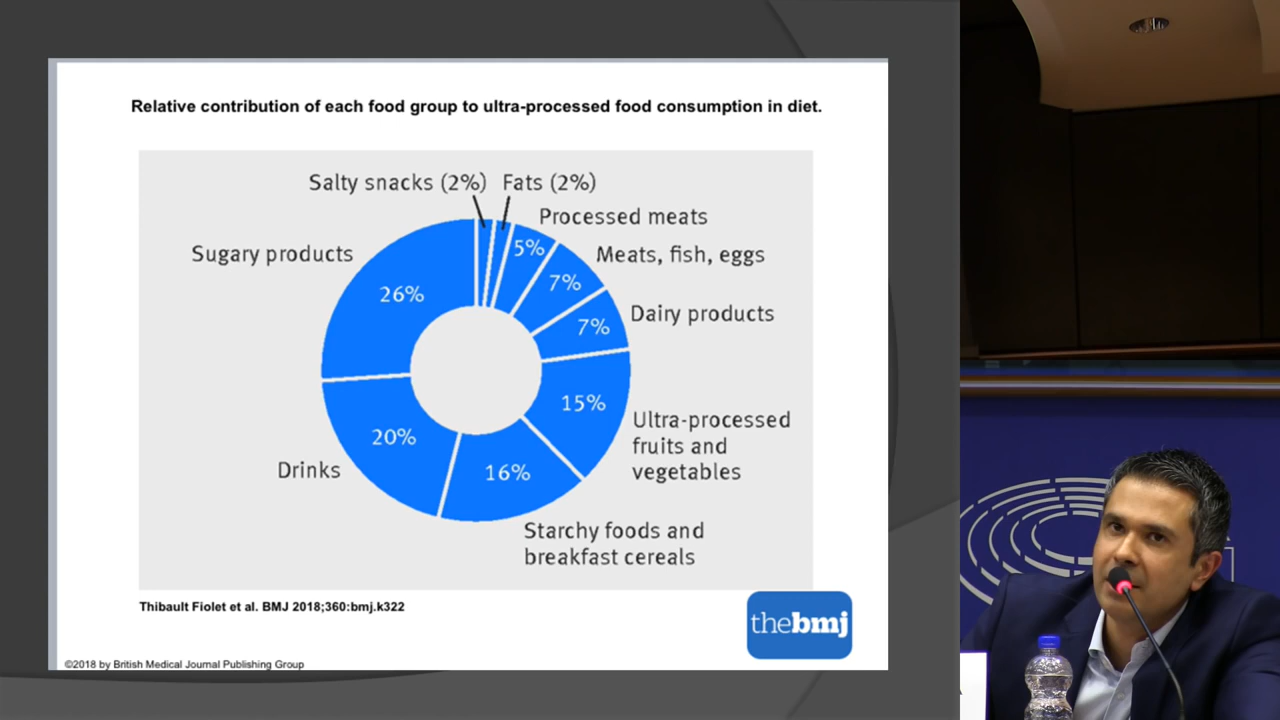 Relative contribution of each food group to ultra-processed food consumption in diet.
Salty snacks (2%)
Fats (2%)
Processed meats
5%
Meats, fish, eggs
7%
Dairy products
7%
Sugary products
26%
15%
Ultra-processed
fruits and
vegetables
20%
Drinks
16%
Starchy foods and
breakfast cereals
Thibault Fiolet et al. BMJ 2018;360:bmj.k322
thebmj
©2018 by British Medical Journal Publishing Group